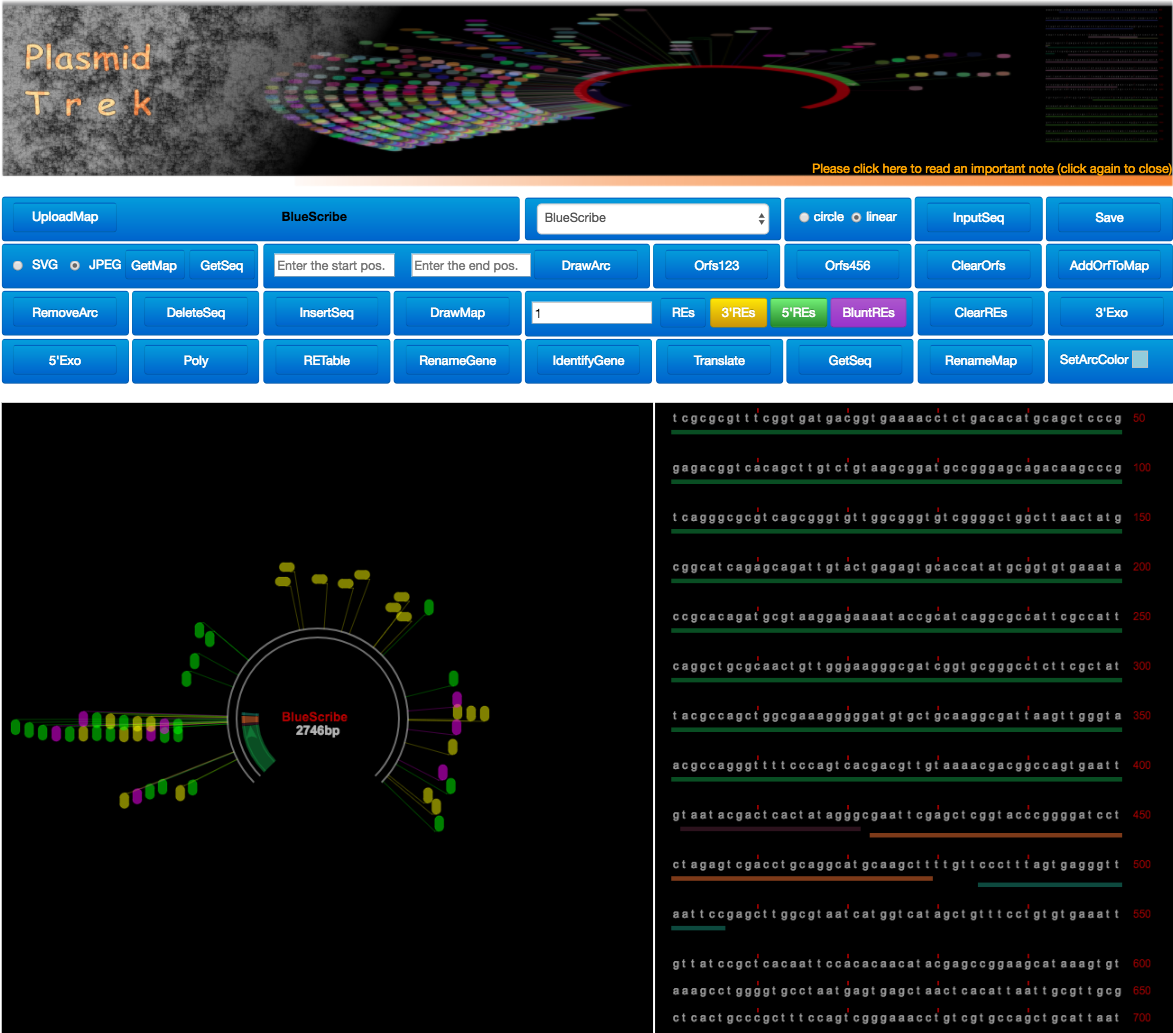 Plasmid
Trek
Please click here to read an important note (click again to close)
UploadMap BlueScribe BlueScribe circle linear InputSeq Save
SVG JPEG GetMap GetSeq Enter the start pos. Enter the end pos. DrawArc Orfs123 Orfs456 ClearOrfs AddOrfToMap
RemoveArc DeleteSeq InsertSeq DrawMap 1 REs 3'REs 5'REs BluntREs ClearREs 3'Exo
5'Exo Poly RETable RenameGene IdentifyGene Translate GetSeq RenameMap SetArcColor
BlueScribe
2746bp
tcgcgcgtttcggtgatgacggtgaaaacctctgacacatgcagctcccg 50
gagacggtcacagcttgtctgtaagcggatgccgggagcagacaagcccg 100
tcagggcgcgtcagcgggtgttggcgggtgtcggggctggcttaactatg 150
cggcatcagagcagattgtactgagagtgcaccatatgcggtgtgaaata 200
ccgcacagatgcgtaaggagaaaataccgcatcaggcgccattcgccatt 250
caggctgcgcaactgttgggaagggcgatcggtgcgggcctcttcgctat 300
tacgccagctggcgaaagggggatgtgctgcaaggcgattaagttgggta 350
acgccagggttttcccagtcacgacgttgtaaaacgacggccagtgaatt 400
gtaatacgactcactatagggcgaattcgagctcggtacccggggatcct 450
ctagagtcgacctgcaggcatgcaagcttttgttccctttagtgagggtt 500
aattccgagcttggcgtaatcatggtcatagctgtttcctgtgtgaaatt 550
gttatccgctcacaattccacacaacatacgagccggaagcataaagtgt 600
aaagcctggggtgcctaatgagtgagctaactcacattaattgcgttgcg 650
ctcactgcccgctttccagtcgggaaacctgtcgtgccagctgcattaat 700